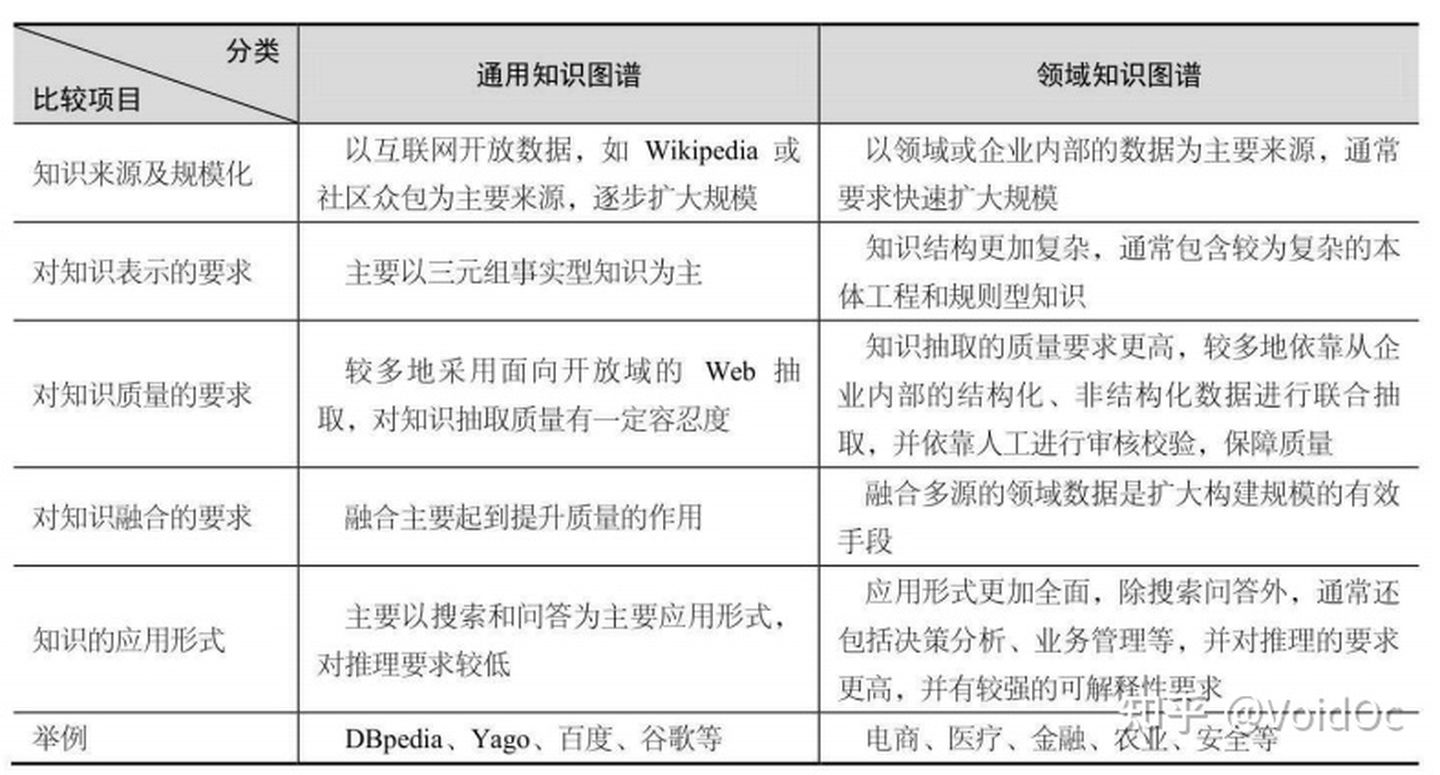 分类
比较项目
通用知识图谱
领域知识图谱
知识来源及规模化
以互联网开放数据，如 Wikipedia 或
社区众包为主要来源，逐步扩大规模
以领域或企业内部的数据为主要来源，通常
要求快速扩大规模
对知识表示的要求
主要以三元组事实型知识为主
知识结构更加复杂，通常包含较为复杂的本
体工程和规则型知识
对知识质量的要求
较多地采用面向开放域的 Web 抽
取，对知识抽取质量有一定容忍度
知识抽取的质量要求更高，较多地依靠从企
业内部的结构化、非结构化数据进行联合抽
取，并依靠人工进行审核校验，保障质量
对知识融合的要求
融合主要起到提升质量的作用
融合多源的领域数据是扩大构建规模的有效
手段
知识的应用形式
主要以搜索和问答为主要应用形式，
对推理要求较低
应用形式更加全面，除搜索问答外，通常还
包括决策分析、业务管理等，并对推理的要求
更高，并有较强的可解释性要求
举例
DBpedia、Yago、百度、谷歌等
电商、医疗、金融、农业、安全等
知乎 @VoidOc